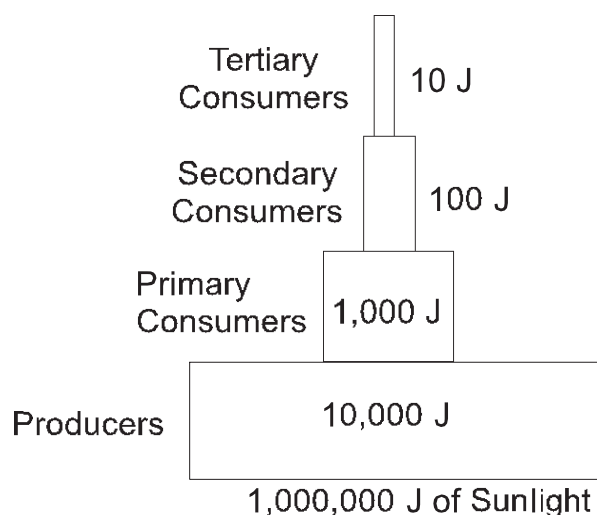 Tertiary
Consumers
10 J
Secondary
Consumers
100 J
Primary
Consumers
1,000 J
Producers
10,000 J
1,000,000 J of Sunlight